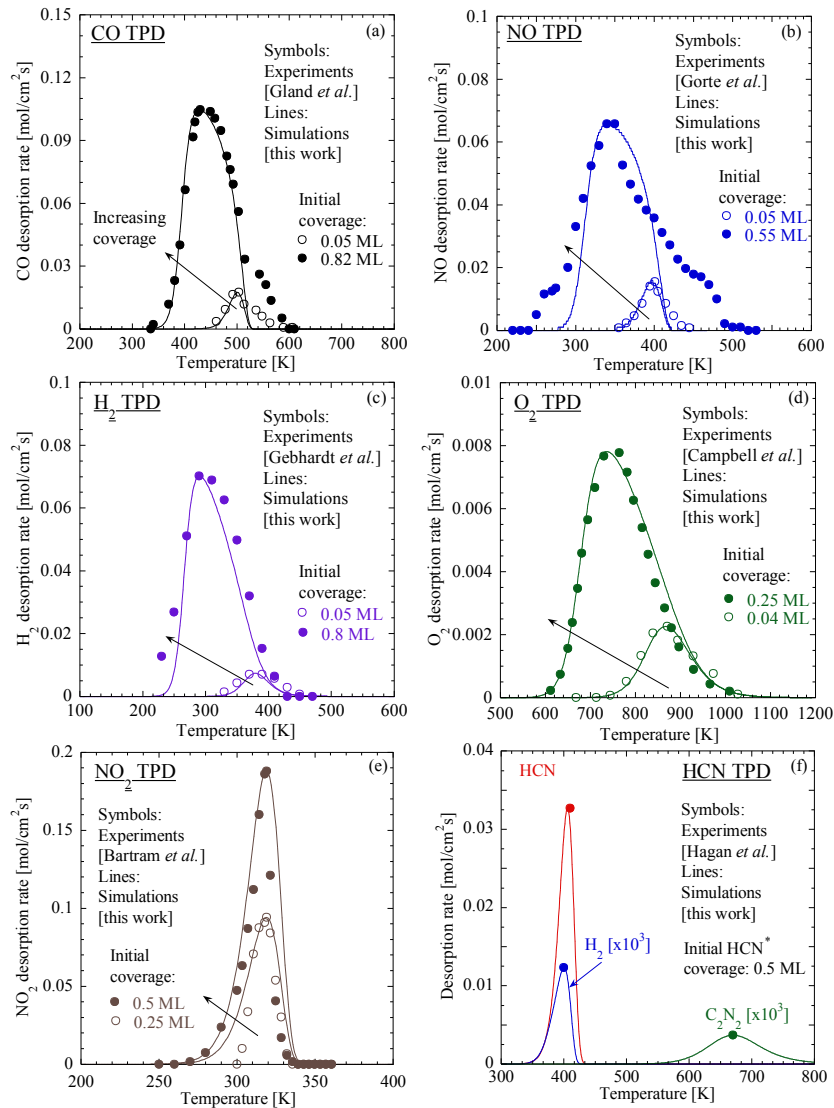 CO TPD
(a)
Symbols:
Experiments
[Gland et al.]
Lines:
Simulations
[this work]
Increasing
coverage
Initial
coverage:
0.05 ML
0.82 ML
CO desorption rate [mol/cm²s]
0.15
0.12
0.09
0.06
0.03
0
200 300 400 500 600 700 800
Temperature [K]
NO TPD
(b)
Symbols:
Experiments
[Gorte et al.]
Lines:
Simulations
[this work]
Initial
coverage:
0.05 ML
0.55 ML
NO desorption rate [mol/cm²s]
0.1
0.08
0.06
0.04
0.02
0
200 300 400 500 600
Temperature [K]
H₂ TPD
(c)
Symbols:
Experiments
[Gebhardt et al.]
Lines:
Simulations
[this work]
Initial
coverage:
0.05 ML
0.8 ML
H₂ desorption rate [mol/cm²s]
0.1
0.08
0.06
0.04
0.02
0
100 200 300 400 500 600
Temperature [K]
O₂ TPD
(d)
Symbols:
Experiments
[Campbell et al.]
Lines:
Simulations
[this work]
Initial
coverage:
0.25 ML
0.04 ML
O₂ desorption rate [mol/cm²s]
0.01
0.008
0.006
0.004
0.002
0
500 600 700 800 900 1000 1100 1200
Temperature [K]
NO₂ TPD
(e)
Symbols:
Experiments
[Bartram et al.]
Lines:
Simulations
[this work]
Initial
coverage:
0.5 ML
0.25 ML
NO₂ desorption rate [mol/cm²s]
0.2
0.15
0.1
0.05
0
200 250 300 350 400
Temperature [K]
HCN
HCN TPD
(f)
Symbols:
Experiments
[Hagan et al.]
Lines:
Simulations
[this work]
H₂ [x10³]
Initial HCN*
coverage: 0.5 ML
C₂N₂ [x10³]
Desorption rate [mol/cm²s]
0.04
0.03
0.02
0.01
0
300 400 500 600 700 800
Temperature [K]